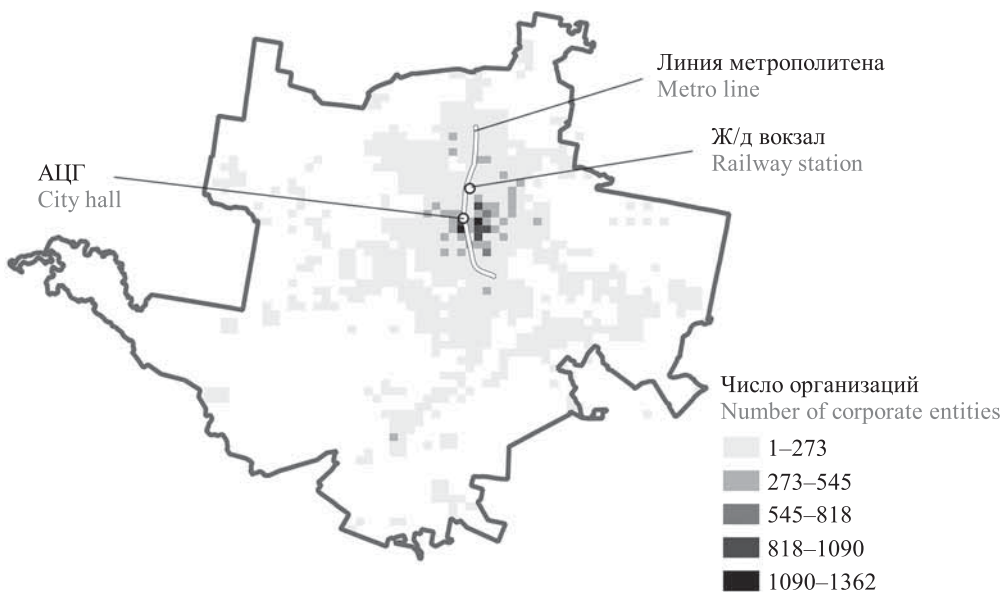 Линия метрополитена
Metro line
Ж/д вокзал
Railway station
АЦГ
City hall
Число организаций
Number of corporate entities
1–273
273–545
545–818
818–1090
1090–1362